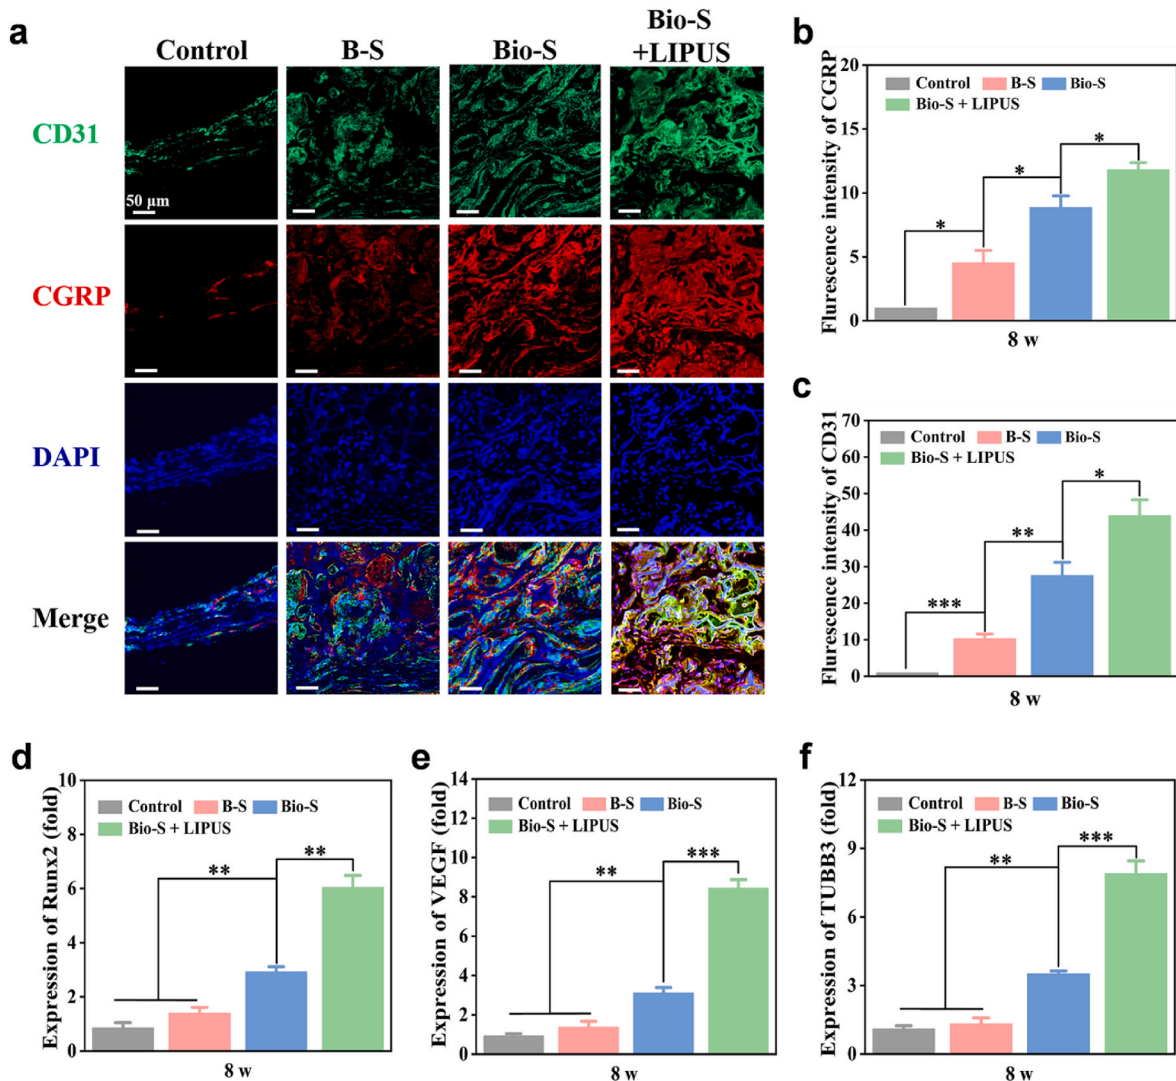 a
Control
B-S
Bio-S
Bio-S
+LIPUS
CD31
50 μm
CGRP
DAPI
Merge
b
Flurescence intensity of CGRP
20
15
10
5
0
Control
B-S
Bio-S
Bio-S + LIPUS
*
*
*
8 w
c
Flurescence intensity of CD31
70
60
50
40
30
20
10
0
Control
B-S
Bio-S
Bio-S + LIPUS
***
**
*
8 w
d
Expression of Runx2 (fold)
10
8
6
4
2
0
Control
B-S
Bio-S
Bio-S + LIPUS
**
**
8 w
e
Expression of VEGF (fold)
14
12
10
8
6
4
2
0
Control
B-S
Bio-S
Bio-S + LIPUS
**
***
8 w
f
Expression of TUBB3 (fold)
12
9
6
3
0
Control
B-S
Bio-S
Bio-S + LIPUS
**
***
8 w